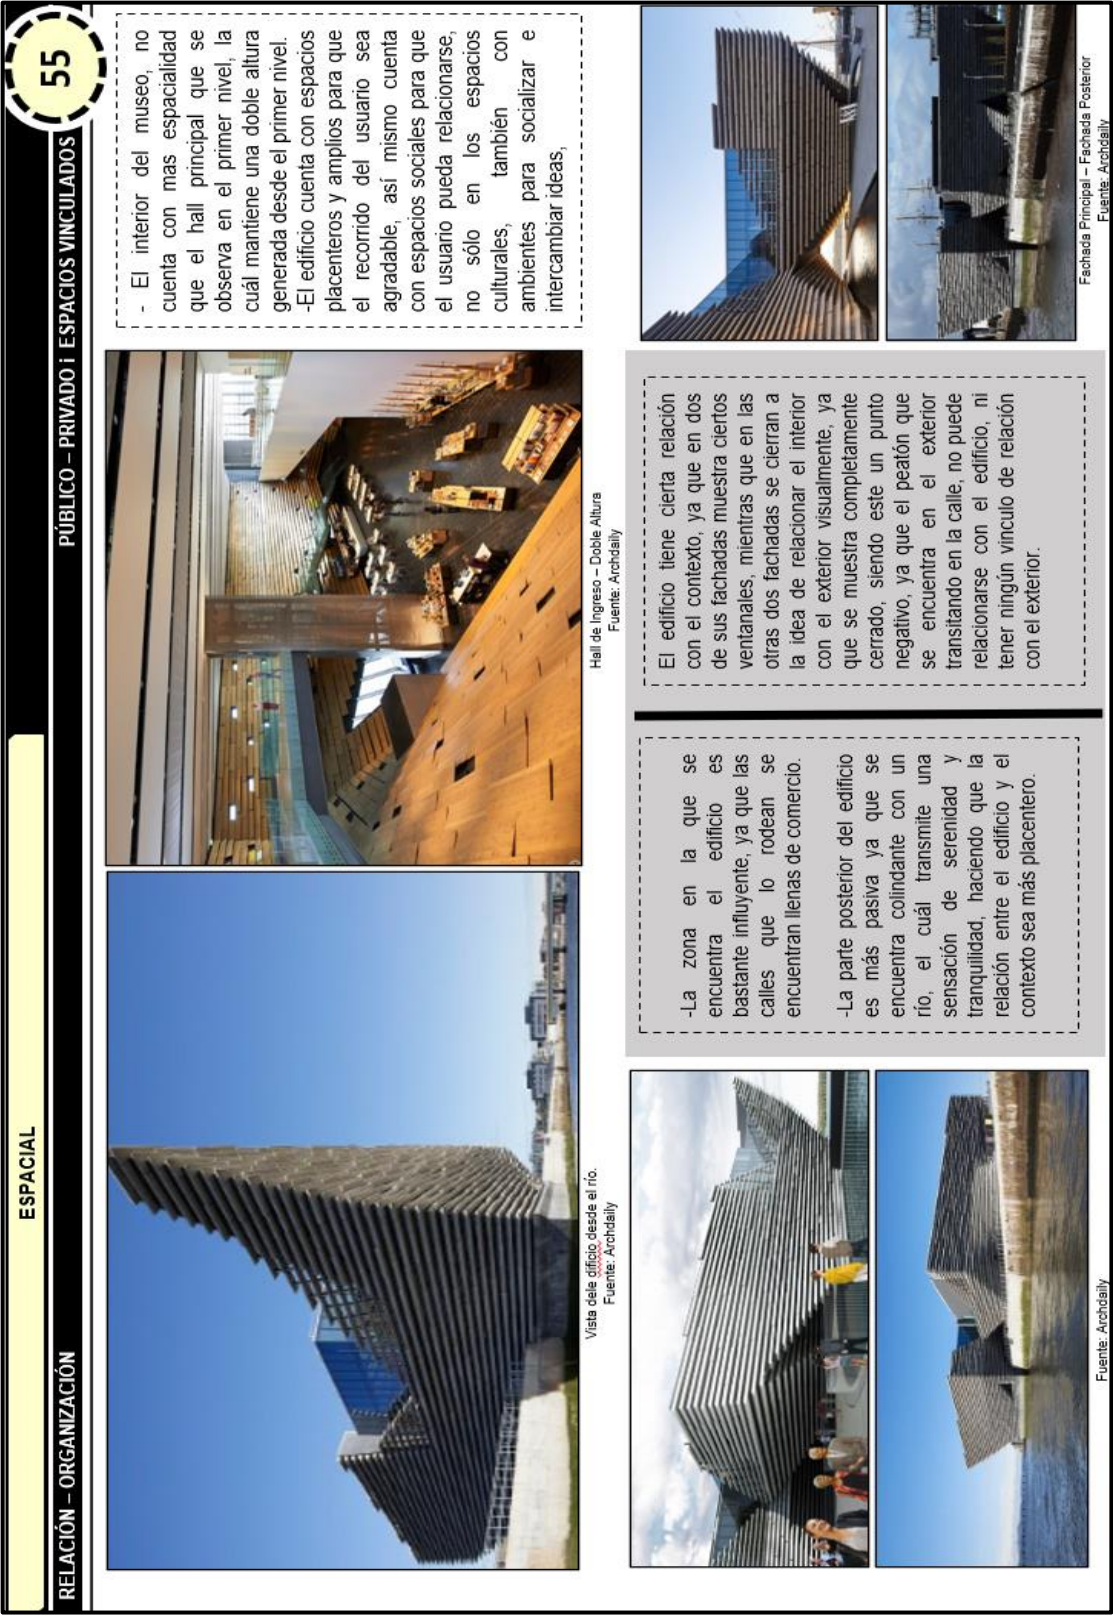 ESPACIAL
55
RELACIÓN – ORGANIZACIÓN
PÚBLICO – PRIVADO i ESPACIOS VINCULADOS
- El interior del museo, no
cuenta con mas espacialidad
que el hall principal que se
observa en el primer nivel, la
cuál mantiene una doble altura
generada desde el primer nivel.
-El edificio cuenta con espacios
placenteros y amplios para que
el recorrido del usuario sea
agradable, así mismo cuenta
con espacios sociales para que
el usuario pueda relacionarse,
no sólo en los espacios
culturales, también con
ambientes para socializar e
intercambiar ideas,
Vista dele dificio desde el río.
Fuente: Archdaily
Hall de Ingreso – Doble Altura
Fuente: Archdaily
-La zona en la que se
encuentra el edificio es
bastante influyente, ya que las
calles que lo rodean se
encuentran llenas de comercio.
-La parte posterior del edificio
es más pasiva ya que se
encuentra colindante con un
río, el cuál transmite una
sensación de serenidad y
tranquilidad, haciendo que la
relación entre el edificio y el
contexto sea más placentero.
El edificio tiene cierta relación
con el contexto, ya que en dos
de sus fachadas muestra ciertos
ventanales, mientras que en las
otras dos fachadas se cierran a
la idea de relacionar el interior
con el exterior visualmente, ya
que se muestra completamente
cerrado, siendo este un punto
negativo, ya que el peatón que
se encuentra en el exterior
transitando en la calle, no puede
relacionarse con el edificio, ni
tener ningún vinculo de relación
con el exterior.
Fuente: Archdaily
Fachada Principal – Fachada Posterior
Fuente: Archdaily